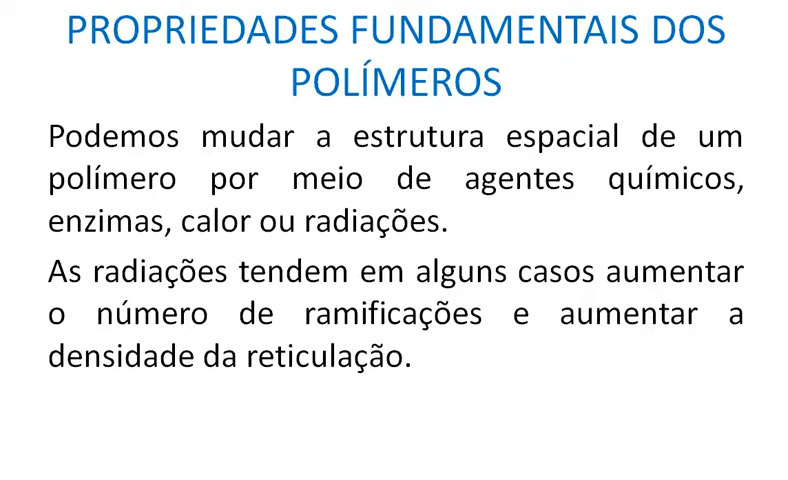 PROPRIEDADES FUNDAMENTAIS DOS
POLÍMEROS
Podemos mudar a estrutura espacial de um
polímero por meio de agentes químicos,
enzimas, calor ou radiações.
As radiações tendem em alguns casos aumentar
o número de ramificações e aumentar a
densidade da reticulação.